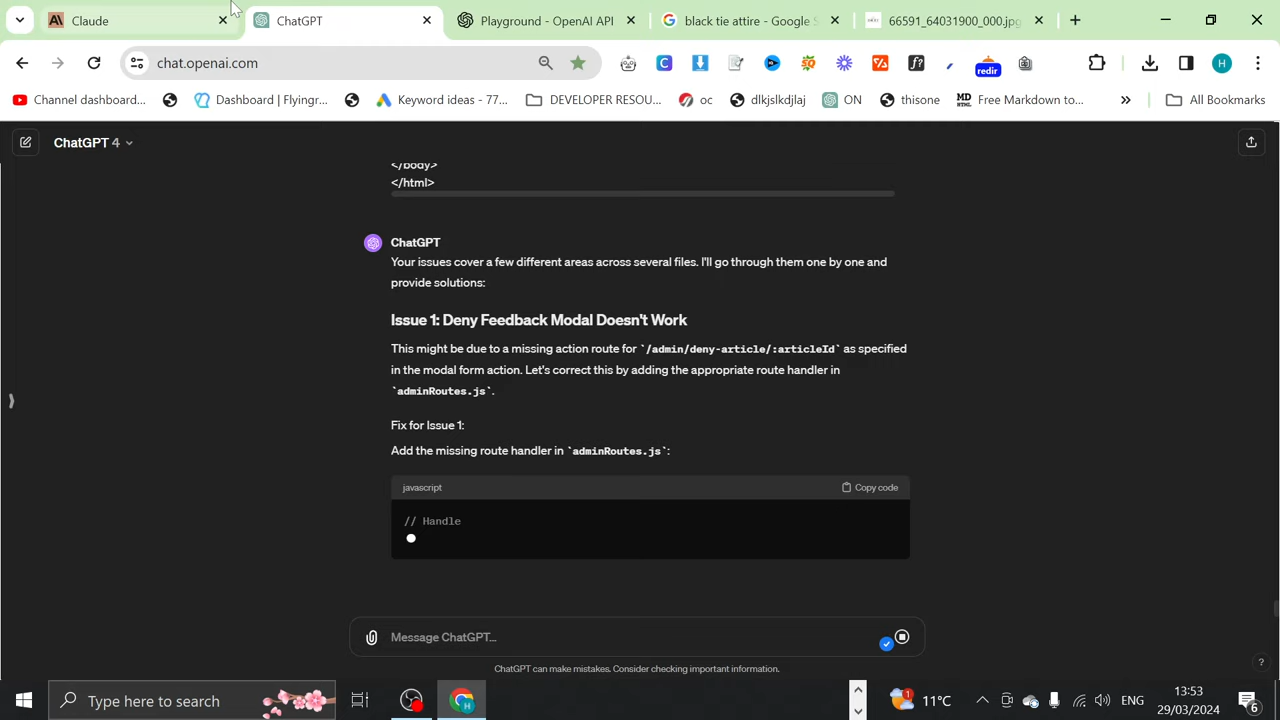 Claude
ChatGPT
Playground - OpenAI API
black tie attire - Google S
66591_64031900_000.jpg
chat.openai.com
redir
H
Channel dashboard...
Dashboard | Flyingr...
Keyword ideas - 77...
DEVELOPER RESOU...
oc
dlkjslkdjlaj
ON
thisone
MD
HTML
Free Markdown to...
All Bookmarks
ChatGPT 4
</body>
</html>
ChatGPT
Your issues cover a few different areas across several files. I'll go through them one by one and
provide solutions:
Issue 1: Deny Feedback Modal Doesn't Work
This might be due to a missing action route for `/admin/deny-article/:articleId` as specified
in the modal form action. Let's correct this by adding the appropriate route handler in
`adminRoutes.js`.
Fix for Issue 1:
Add the missing route handler in `adminRoutes.js`:
javascript
Copy code
// Handle
Message ChatGPT...
ChatGPT can make mistakes. Consider checking important information.
?
Type here to search
H
1
11°C
ENG
13:53
29/03/2024
6